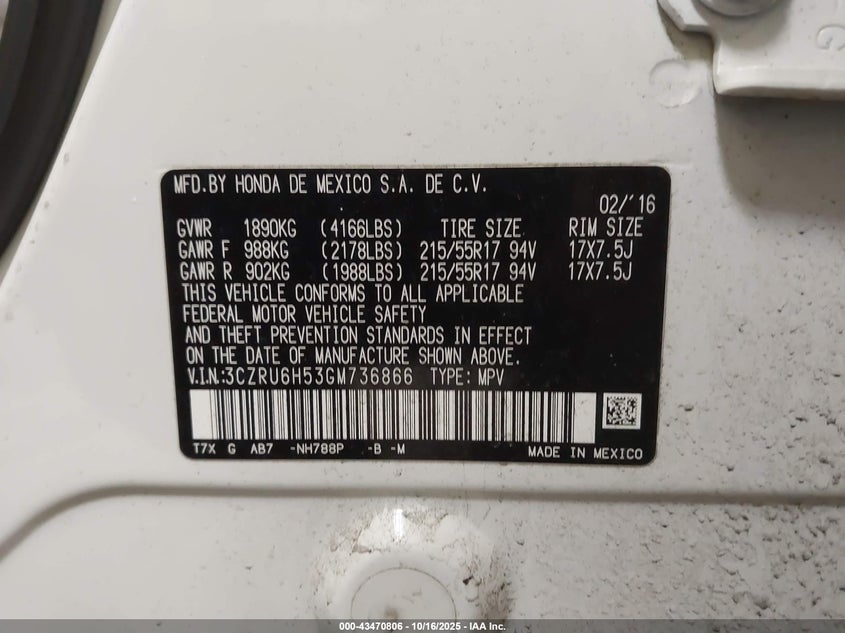 MFD.BY HONDA DE MEXICO S.A. DE C.V.
02/'16
GVWR 1890KG (4166LBS) TIRE SIZE RIM SIZE
GAWR F 988KG (2178LBS) 215/55R17 94V 17X7.5J
GAWR R 902KG (1988LBS) 215/55R17 94V 17X7.5J
THIS VEHICLE CONFORMS TO ALL APPLICABLE
FEDERAL MOTOR VEHICLE SAFETY
AND THEFT PREVENTION STANDARDS IN EFFECT
ON THE DATE OF MANUFACTURE SHOWN ABOVE.
V.I.N:3CZRU6H53GM736866 TYPE: MPV
T7X G AB7 -NH788P -B -M MADE IN MEXICO
000-43470806 - 10/16/2025 - IAA Inc.